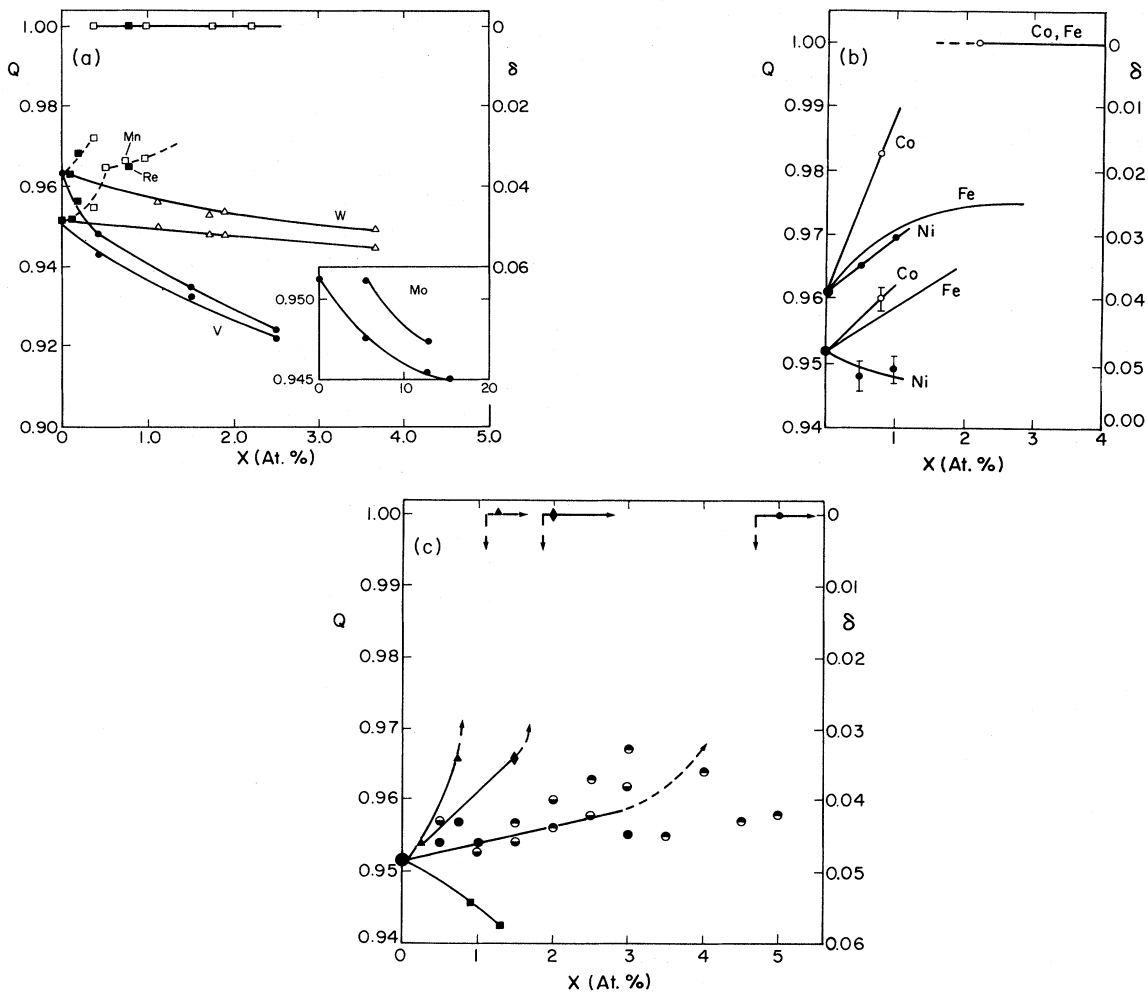 (a)
Q
δ
1.00
0.98
0.96
0.94
0.92
0.90
0
0.02
0.04
0.06
Mn
Re
W
V
Mo
0.950
0.945
0
10
20
0
1.0
2.0
3.0
4.0
5.0
X (At. %)
(b)
Q
δ
Co, Fe
1.00
0.99
0.98
0.97
0.96
0.95
0.94
0
0.01
0.02
0.03
0.04
0.05
0.00
Co
Fe
Ni
Co
Fe
Ni
1
2
3
4
X (At. %)
(c)
Q
δ
1.00
0.99
0.98
0.97
0.96
0.95
0.94
0
0.01
0.02
0.03
0.04
0.05
0.06
0
1
2
3
4
5
X (At. %)